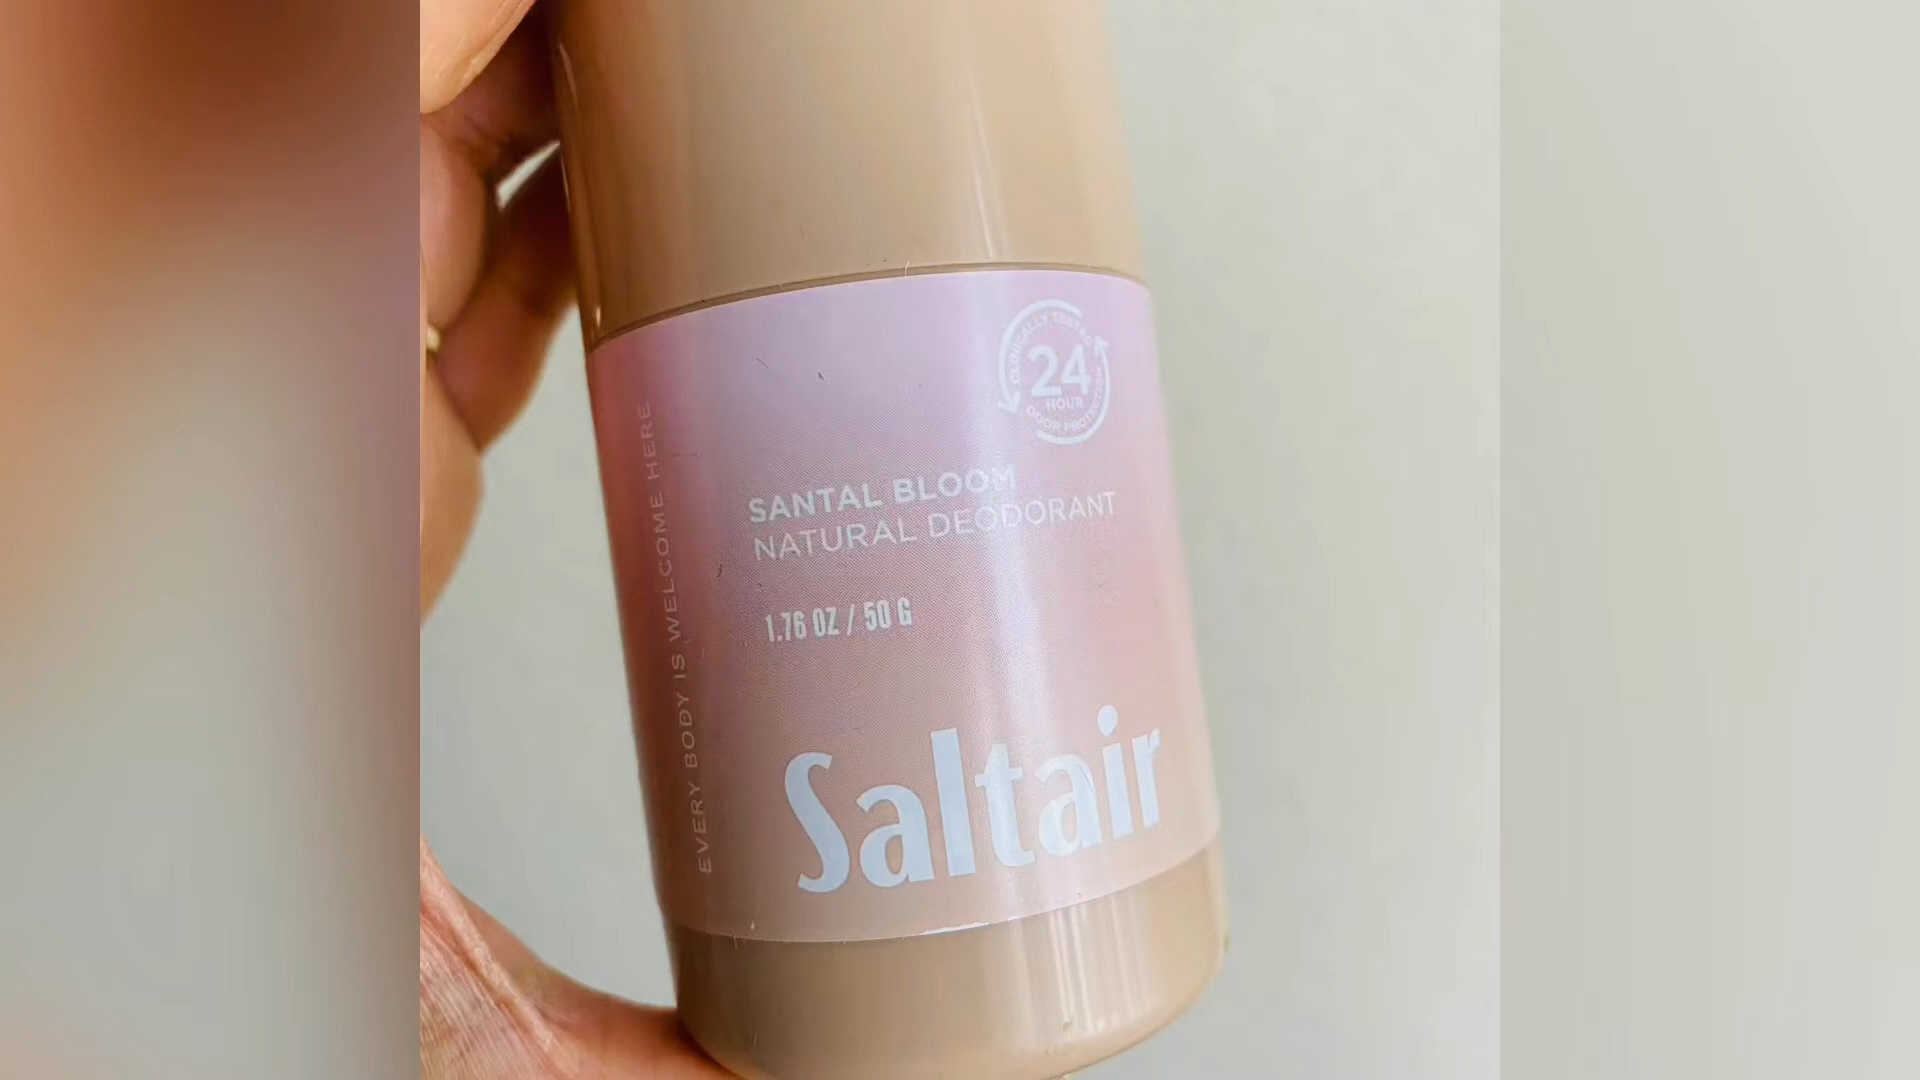 CLINICALLY TESTED
24
HOUR
ODOR PROTECTION
SANTAL BLOOM
NATURAL DEODORANT
1.76 OZ / 50 G
EVERY BODY IS WELCOME HERE
Saltair